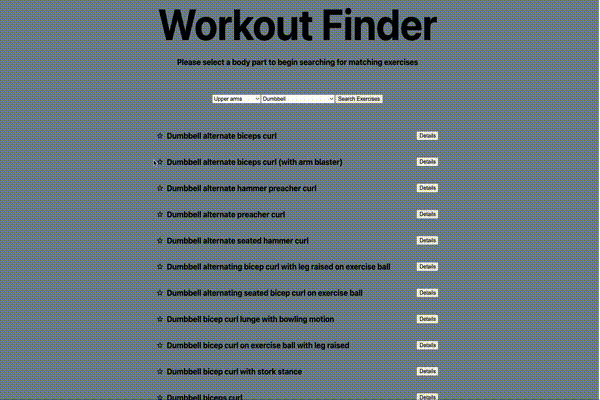 Workout Finder
Please select a body part to begin searching for matching exercises
Upper arms Dumbbell Search Exercises
☆ Dumbbell alternate biceps curl Details
☆ Dumbbell alternate biceps curl (with arm blaster) Details
☆ Dumbbell alternate hammer preacher curl Details
☆ Dumbbell alternate preacher curl Details
☆ Dumbbell alternate seated hammer curl Details
☆ Dumbbell alternating bicep curl with leg raised on exercise ball Details
☆ Dumbbell alternating seated bicep curl on exercise ball Details
☆ Dumbbell bicep curl lunge with bowling motion Details
☆ Dumbbell bicep curl on exercise ball with leg raised Details
☆ Dumbbell bicep curl with stork stance Details
☆ Dumbbell biceps curl Details